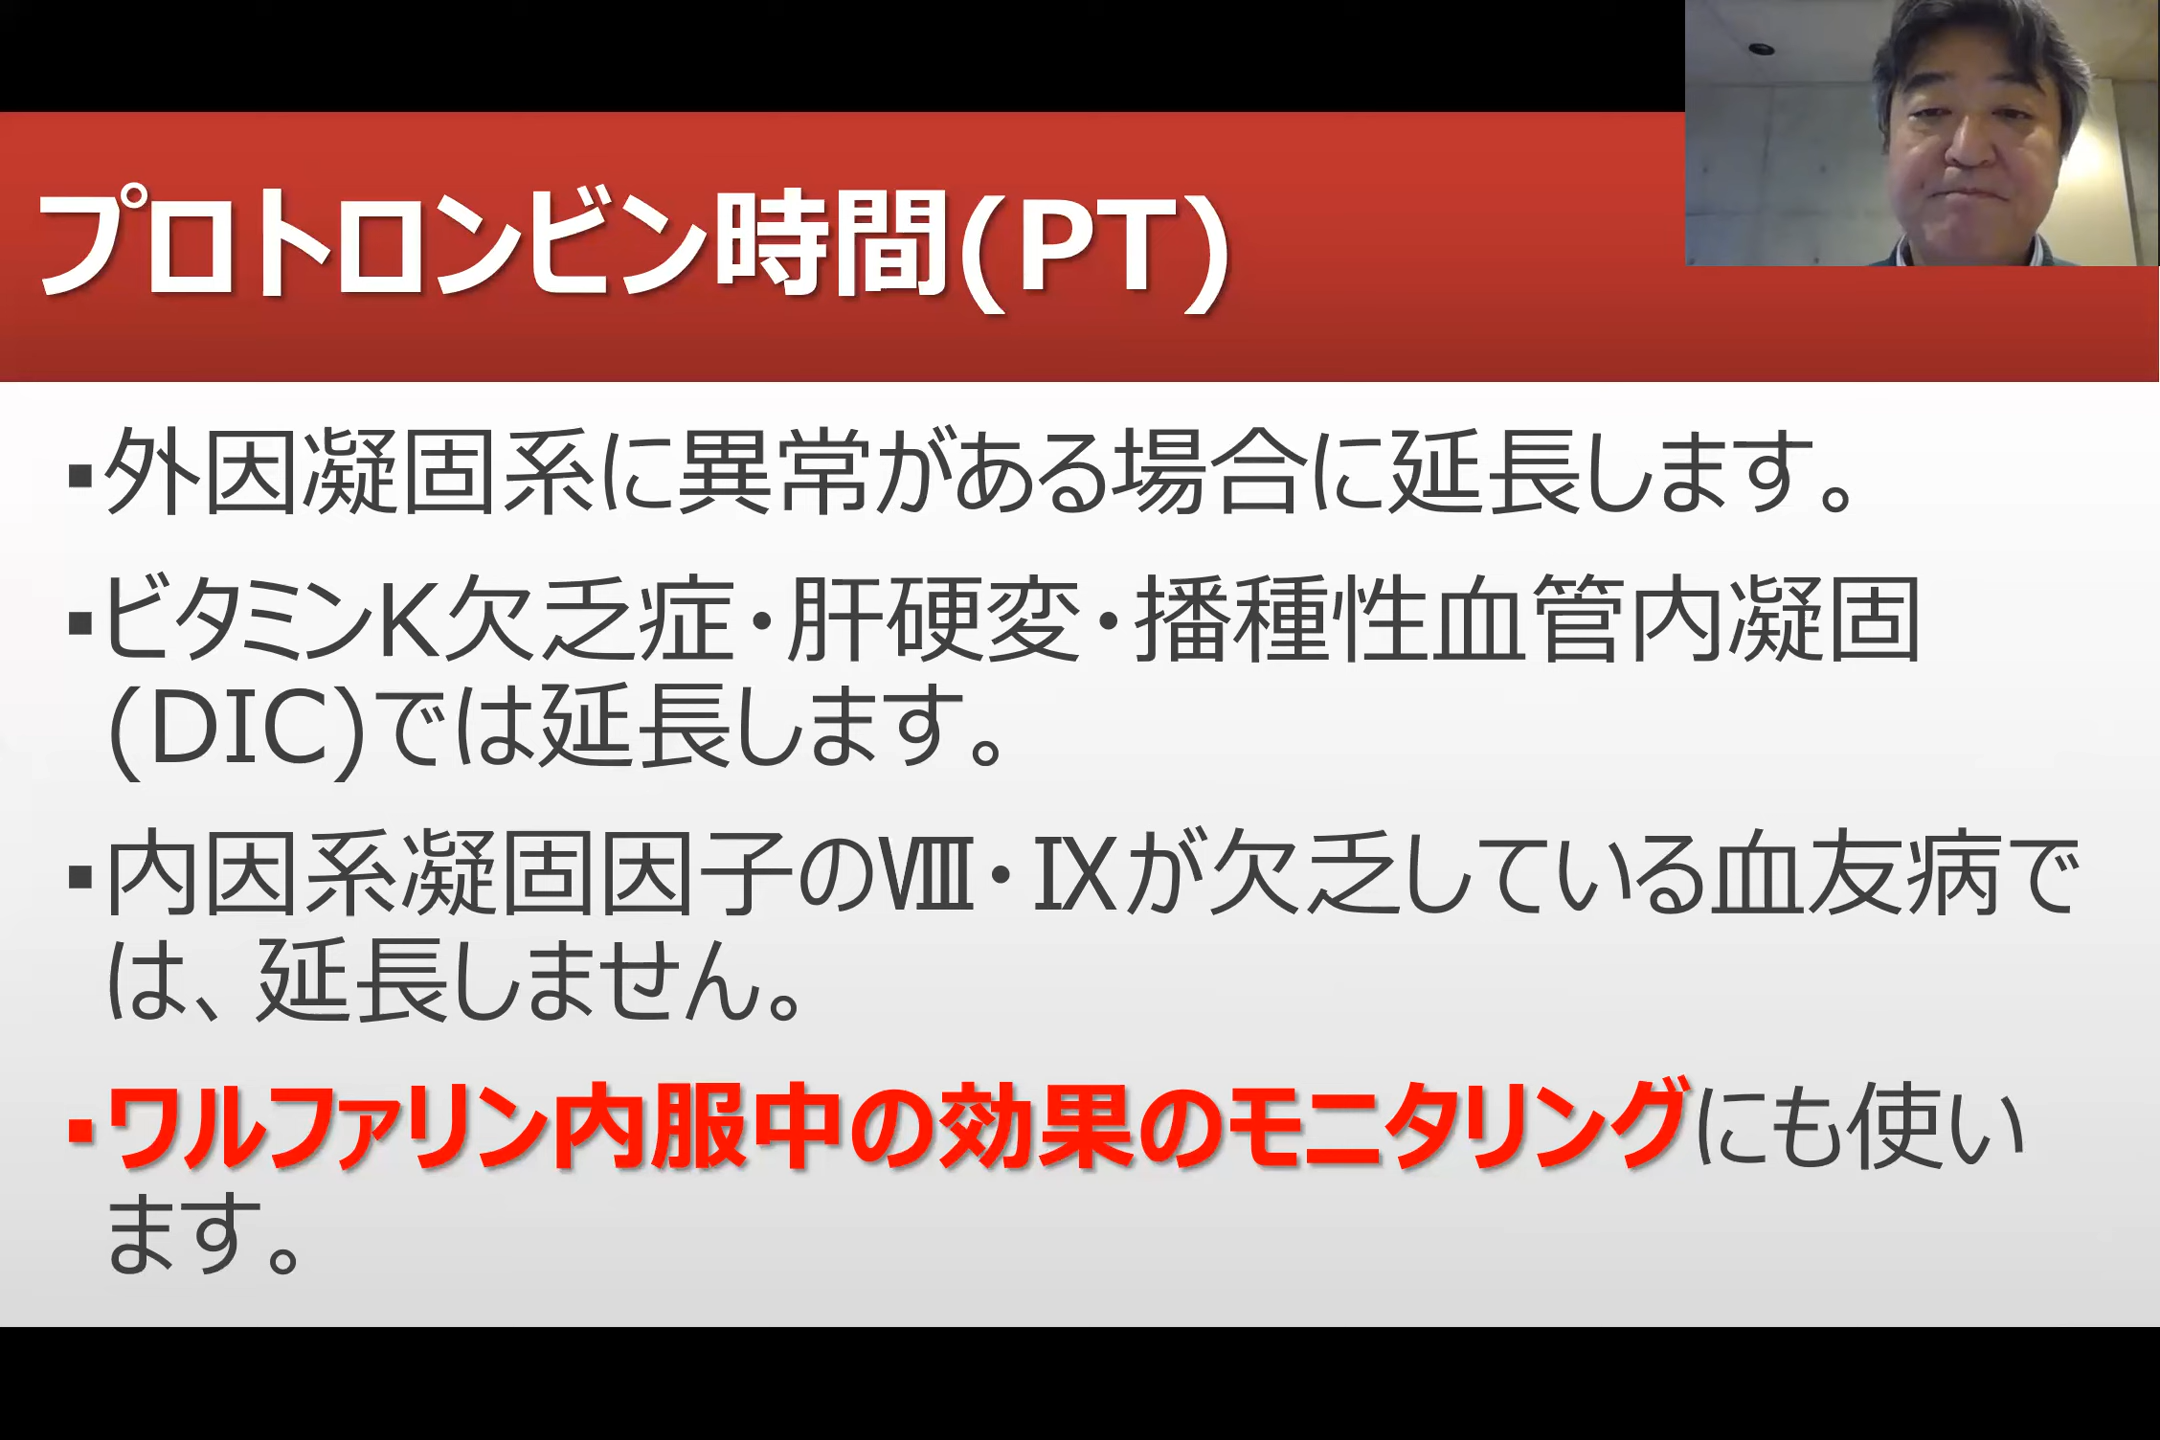 プロトロンビン時間(PT)
▪外因凝固系に異常がある場合に延長します。
▪ビタミンK欠乏症・肝硬変・播種性血管内凝固
(DIC)では延長します。
▪内因系凝固因子のⅧ・Ⅸが欠乏している血友病で
は、延長しません。
▪ワルファリン内服中の効果のモニタリングにも使い
ます。